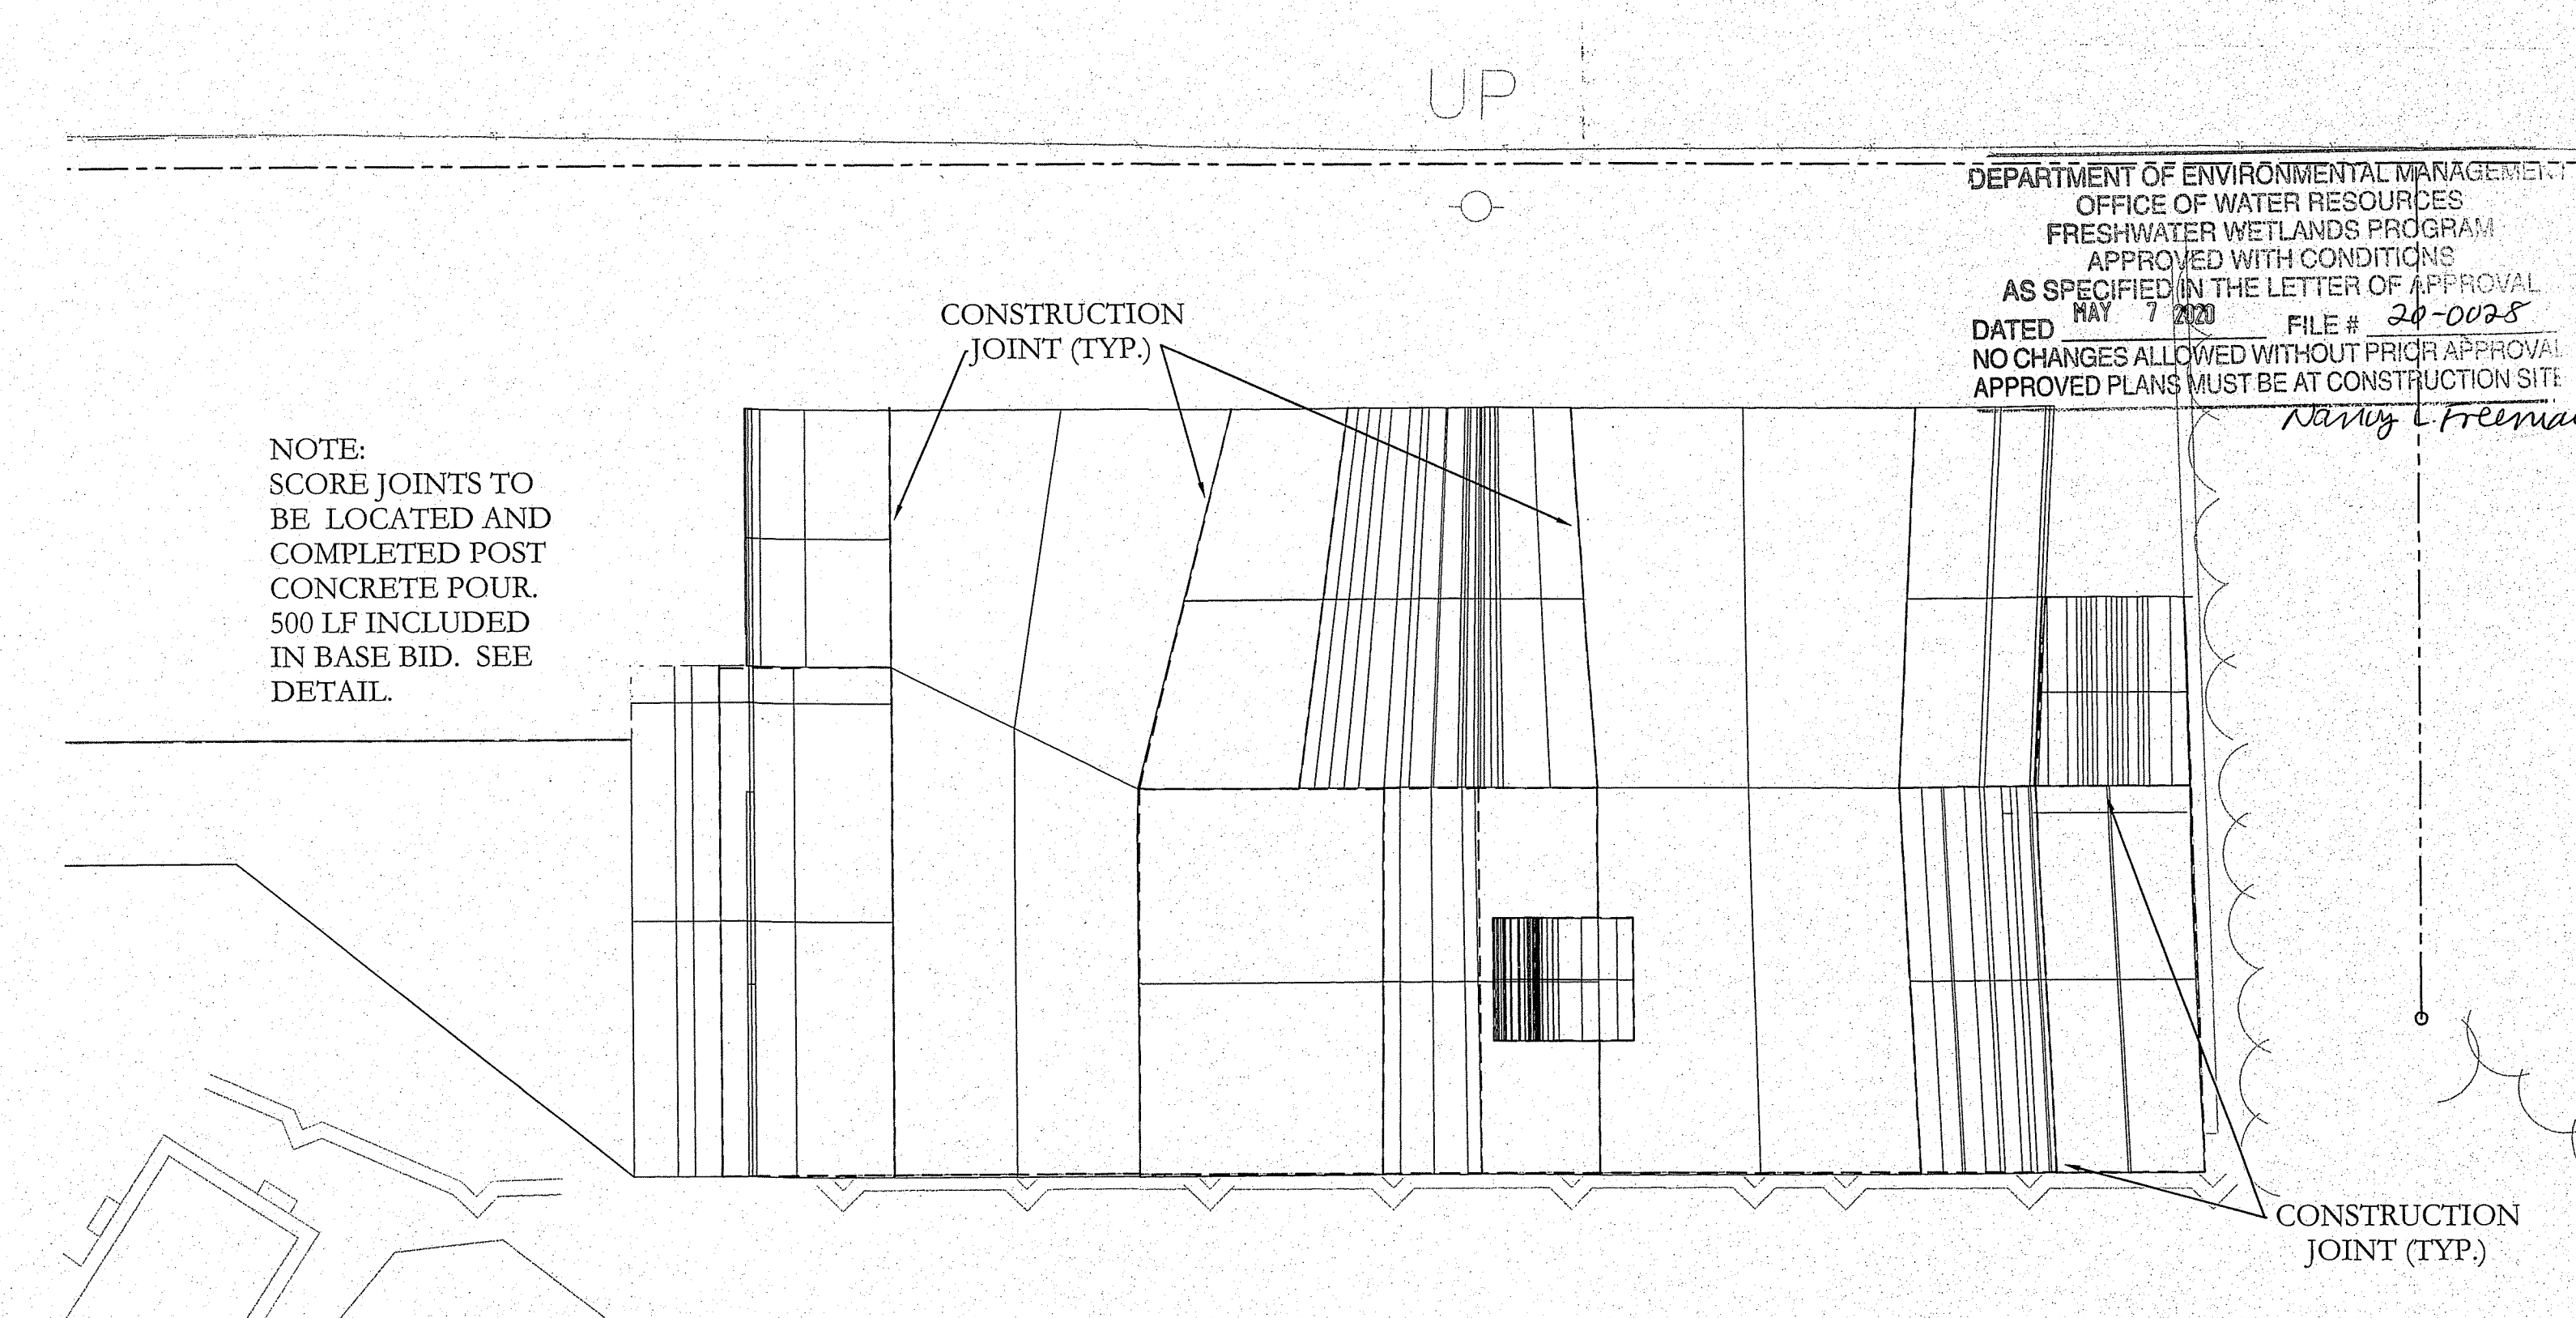 UP
DEPARTMENT OF ENVIRONMENTAL MANAGEMENT
OFFICE OF WATER RESOURCES
FRESHWATER WETLANDS PROGRAM
APPROVED WITH CONDITIONS
AS SPECIFIED IN THE LETTER OF APPROVAL
DATED MAY 7 2020 FILE # 20-0028
NO CHANGES ALLOWED WITHOUT PRIOR APPROVAL
APPROVED PLANS MUST BE AT CONSTRUCTION SITE
Nancy L. Freeman
CONSTRUCTION
JOINT (TYP.)
NOTE:
SCORE JOINTS TO
BE LOCATED AND
COMPLETED POST
CONCRETE POUR.
500 LF INCLUDED
IN BASE BID. SEE
DETAIL.
CONSTRUCTION
JOINT (TYP.)